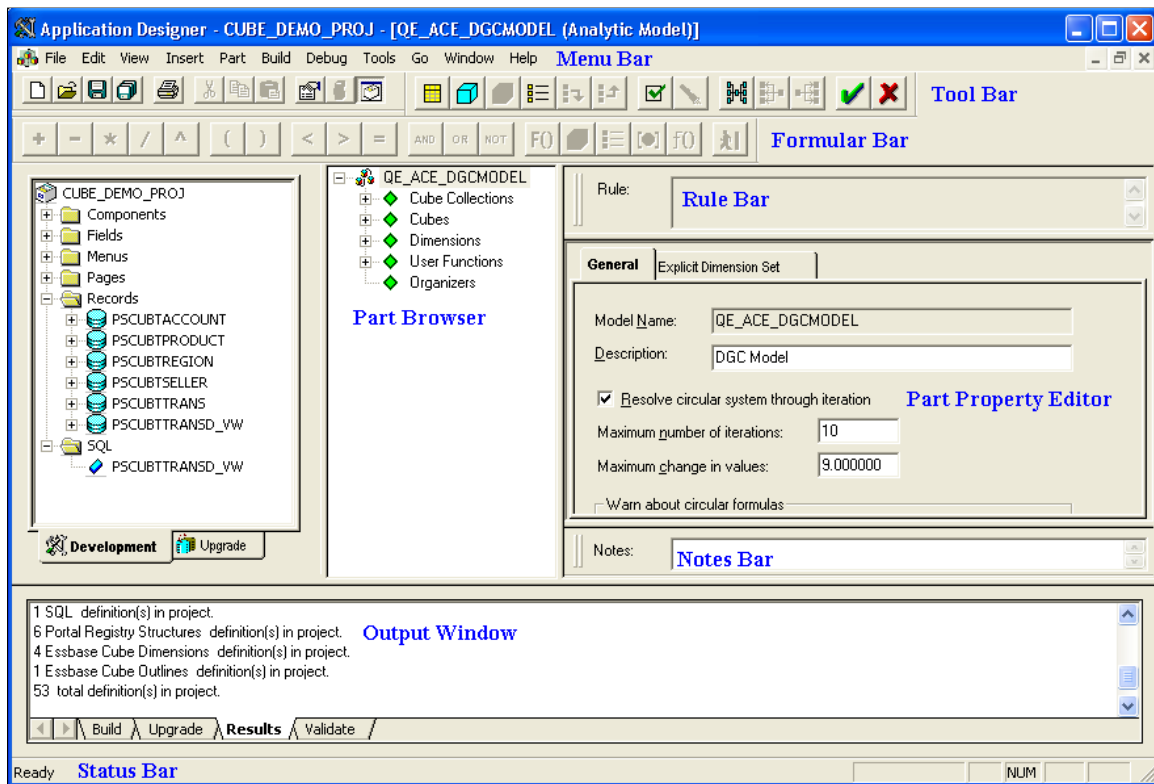 Application Designer - CUBE_DEMO_PROJ - [QE_ACE_DGCMODEL (Analytic Model)]
File Edit View Insert Part Build Debug Tools Go Window Help Menu Bar
Tool Bar
+ - * / ^ ( ) < > = AND OR NOT F() f() Formular Bar
CUBE_DEMO_PROJ
Components
Fields
Menus
Pages
Records
PSCUBTACCOUNT
PSCUBTPRODUCT
PSCUBTREGION
PSCUBTSELLER
PSCUBTTRANS
PSCUBTTRANSD_VW
SQL
PSCUBTTRANSD_VW
Development Upgrade
QE_ACE_DGCMODEL
Cube Collections
Cubes
Dimensions
User Functions
Organizers
Part Browser
Rule: Rule Bar
General Explicit Dimension Set
Model Name: QE_ACE_DGCMODEL
Description: DGC Model
Resolve circular system through iteration Part Property Editor
Maximum number of iterations: 10
Maximum change in values: 9.000000
Warn about circular formulas
Notes: Notes Bar
1 SQL definition(s) in project.
6 Portal Registry Structures definition(s) in project. Output Window
4 Essbase Cube Dimensions definition(s) in project.
1 Essbase Cube Outlines definition(s) in project.
53 total definition(s) in project.
Build Upgrade Results Validate
Ready Status Bar NUM